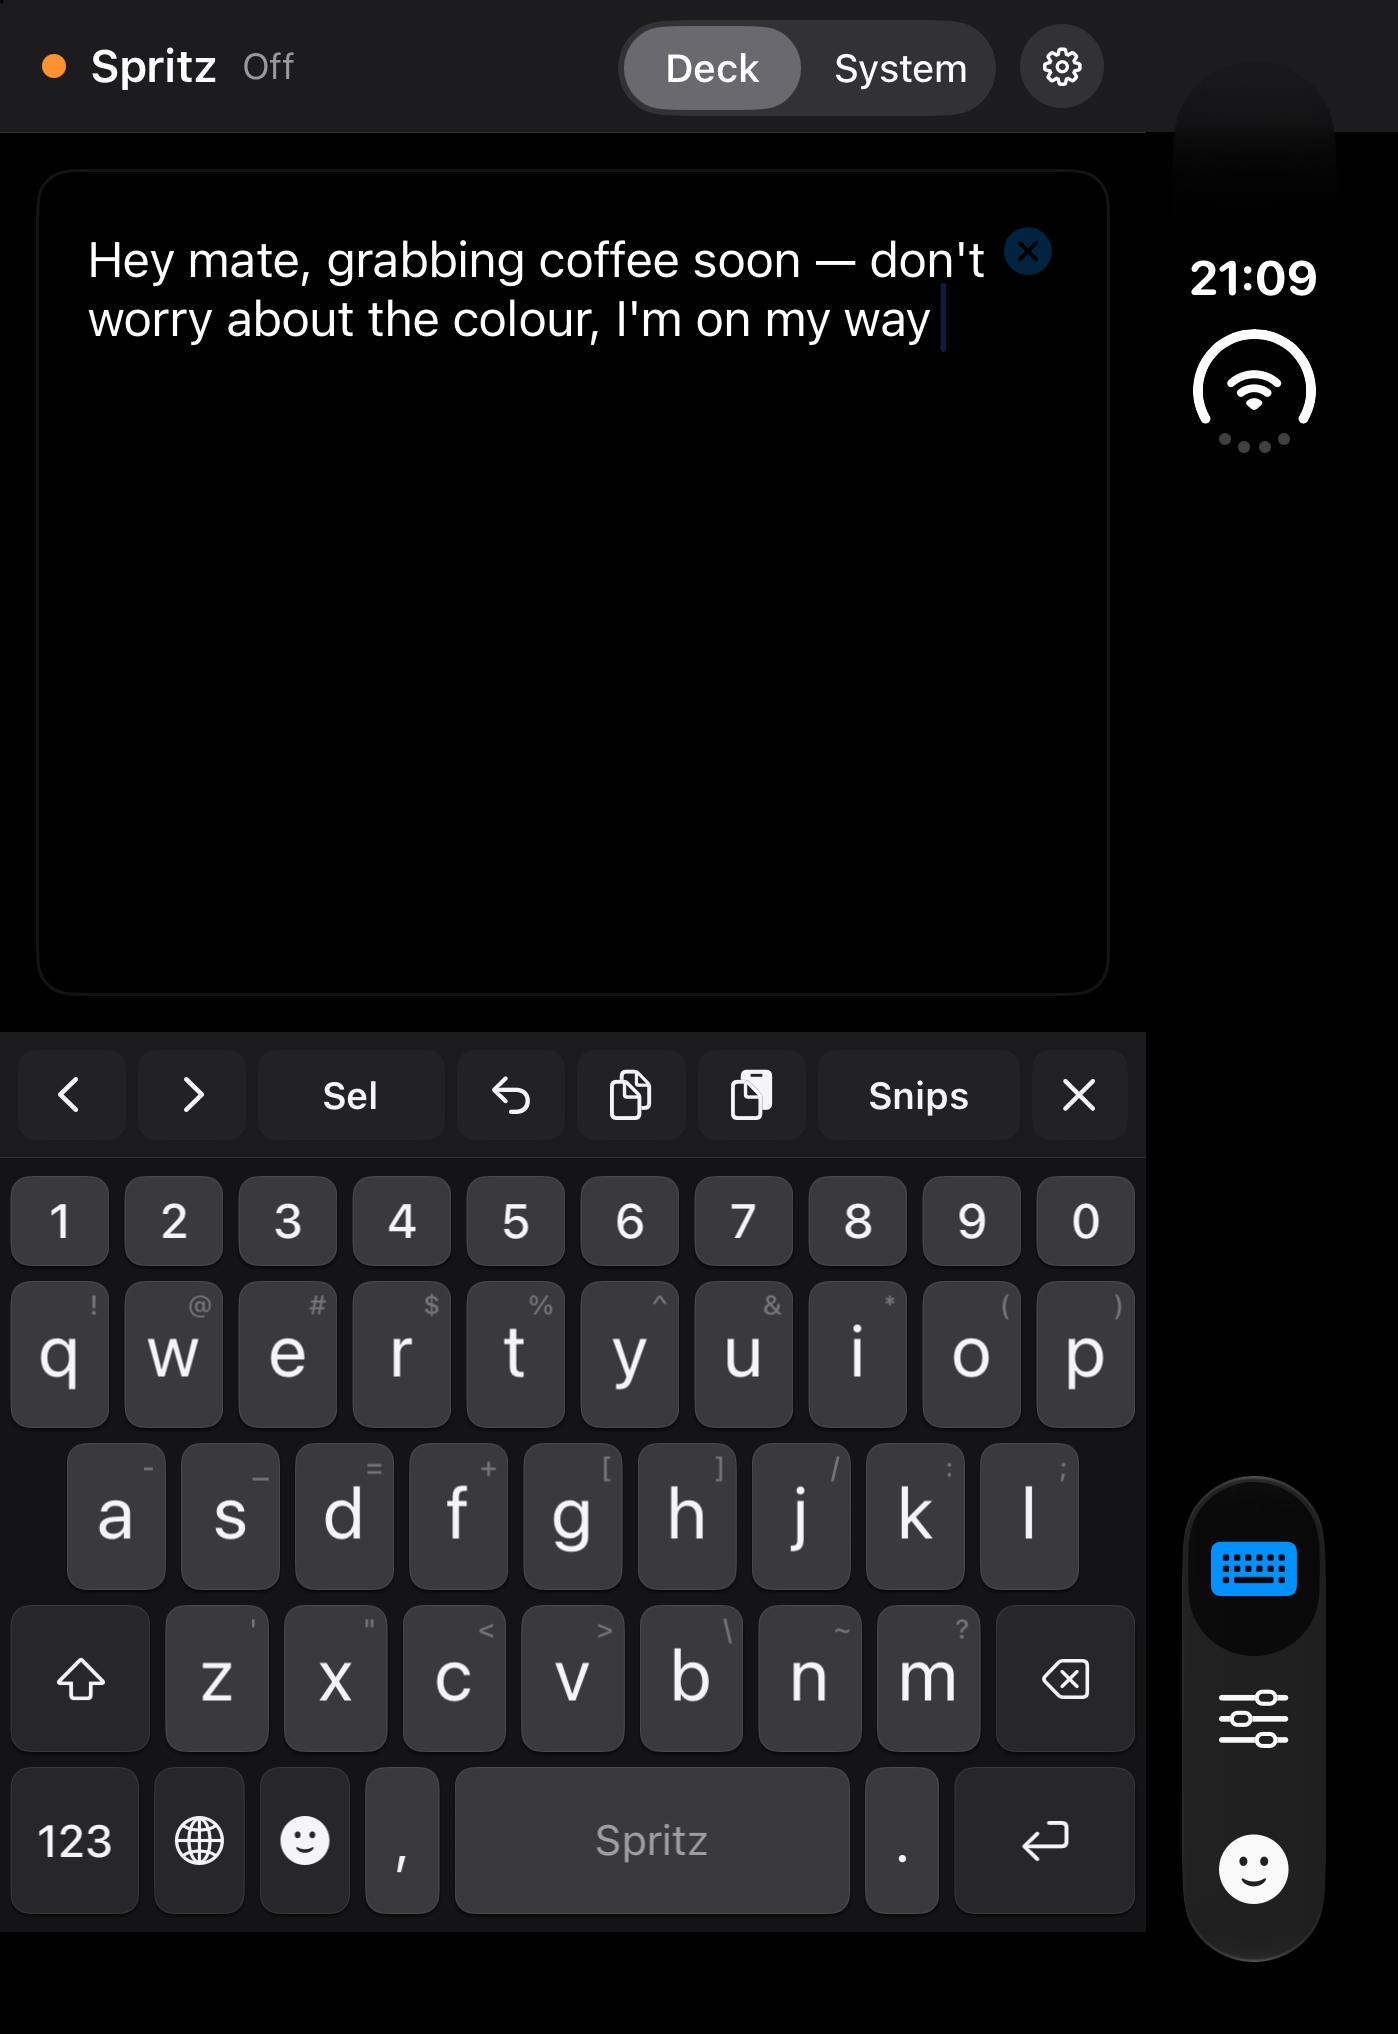 Spritz Off
Deck System
21:09
Hey mate, grabbing coffee soon — don't
worry about the colour, I'm on my way
Sel Snips
1 2 3 4 5 6 7 8 9 0
! @ # $ % ^ & * ( )
q w e r t y u i o p
- _ = + [ ] / : ;
a s d f g h j k l
' " < > \ ~ ?
z x c v b n m
123 , Spritz .